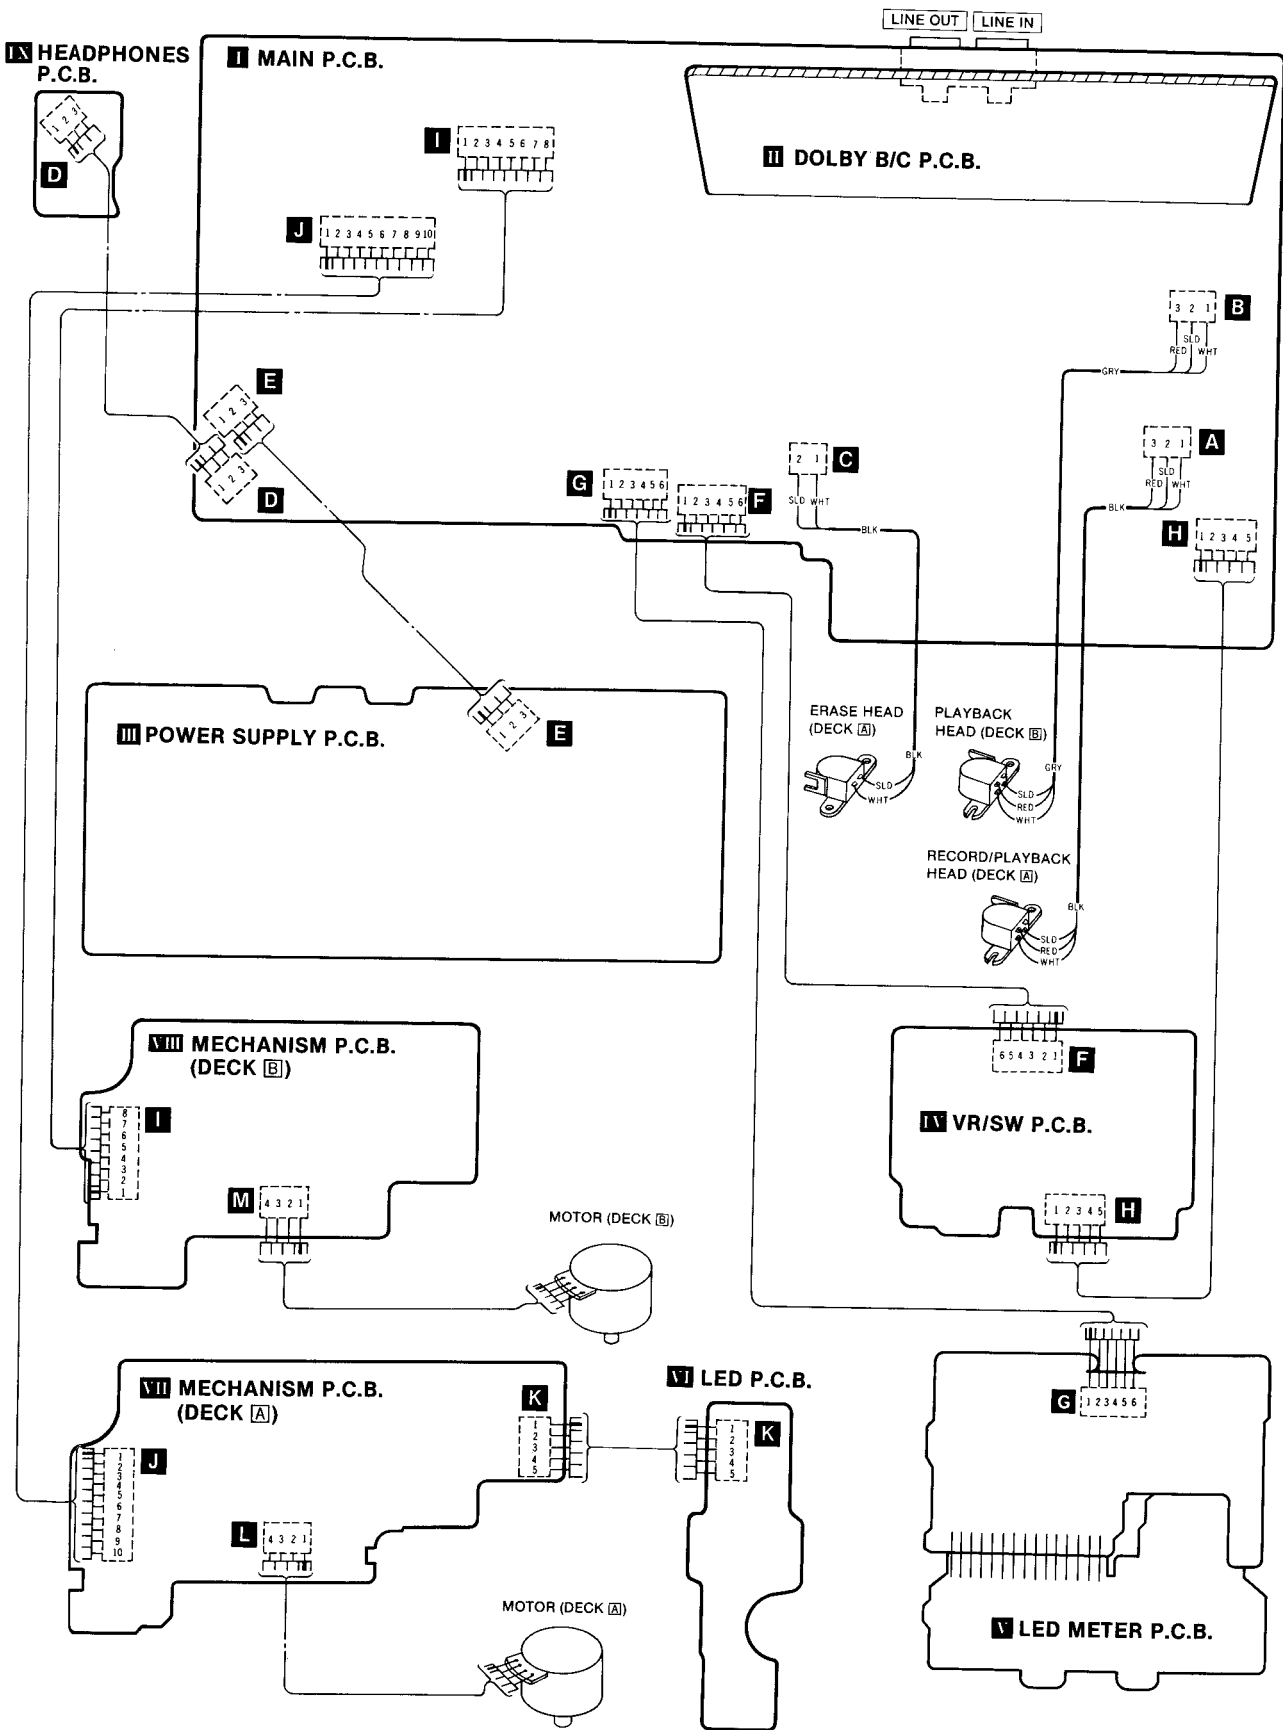 LINE OUT LINE IN
IX HEADPHONES
P.C.B.
I MAIN P.C.B.
1 2 3
D
I
1 2 3 4 5 6 7 8
II DOLBY B/C P.C.B.
J
1 2 3 4 5 6 7 8 9 10
3 2 1
B
SLD
RED WHT
GRY
E
1 2 3
1 2 3
D
G
1 2 3 4 5 6
1 2 3 4 5 6
F
2 1
C
SLD WHT
BLK
3 2 1
A
SLD
RED WHT
BLK
H
1 2 3 4 5
III POWER SUPPLY P.C.B.
1 2 3
E
ERASE HEAD
(DECK A)
BLK
SLD
WHT
PLAYBACK
HEAD (DECK B)
GRY
SLD
RED
WHT
RECORD/PLAYBACK
HEAD (DECK A)
BLK
SLD
RED
WHT
VIII MECHANISM P.C.B.
(DECK B)
8
7
6
5
4
3
2
1
I
M
4 3 2 1
MOTOR (DECK B)
6 5 4 3 2 1
F
IV VR/SW P.C.B.
1 2 3 4 5
H
VII MECHANISM P.C.B.
(DECK A)
1
2
3
4
5
6
7
8
9
10
J
K
1
2
3
4
5
L
4 3 2 1
MOTOR (DECK A)
VI LED P.C.B.
1
2
3
4
5
K
G
1 2 3 4 5 6
V LED METER P.C.B.